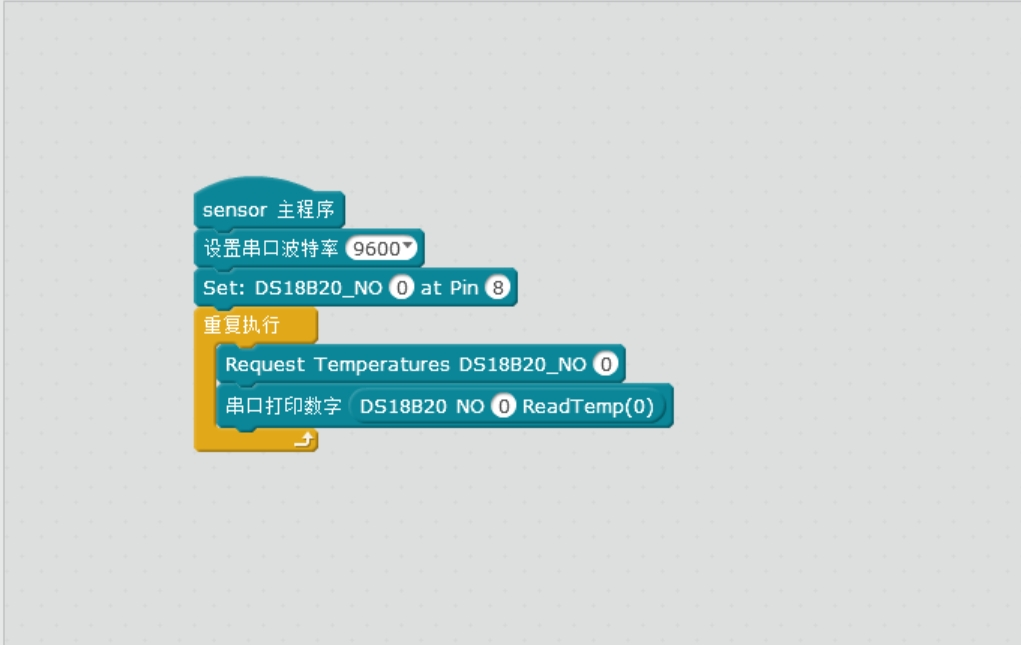 sensor 主程序
设置串口波特率 9600
Set: DS18B20_NO 0 at Pin 8
重复执行
Request Temperatures DS18B20_NO 0
串口打印数字 DS18B20 NO 0 ReadTemp(0)